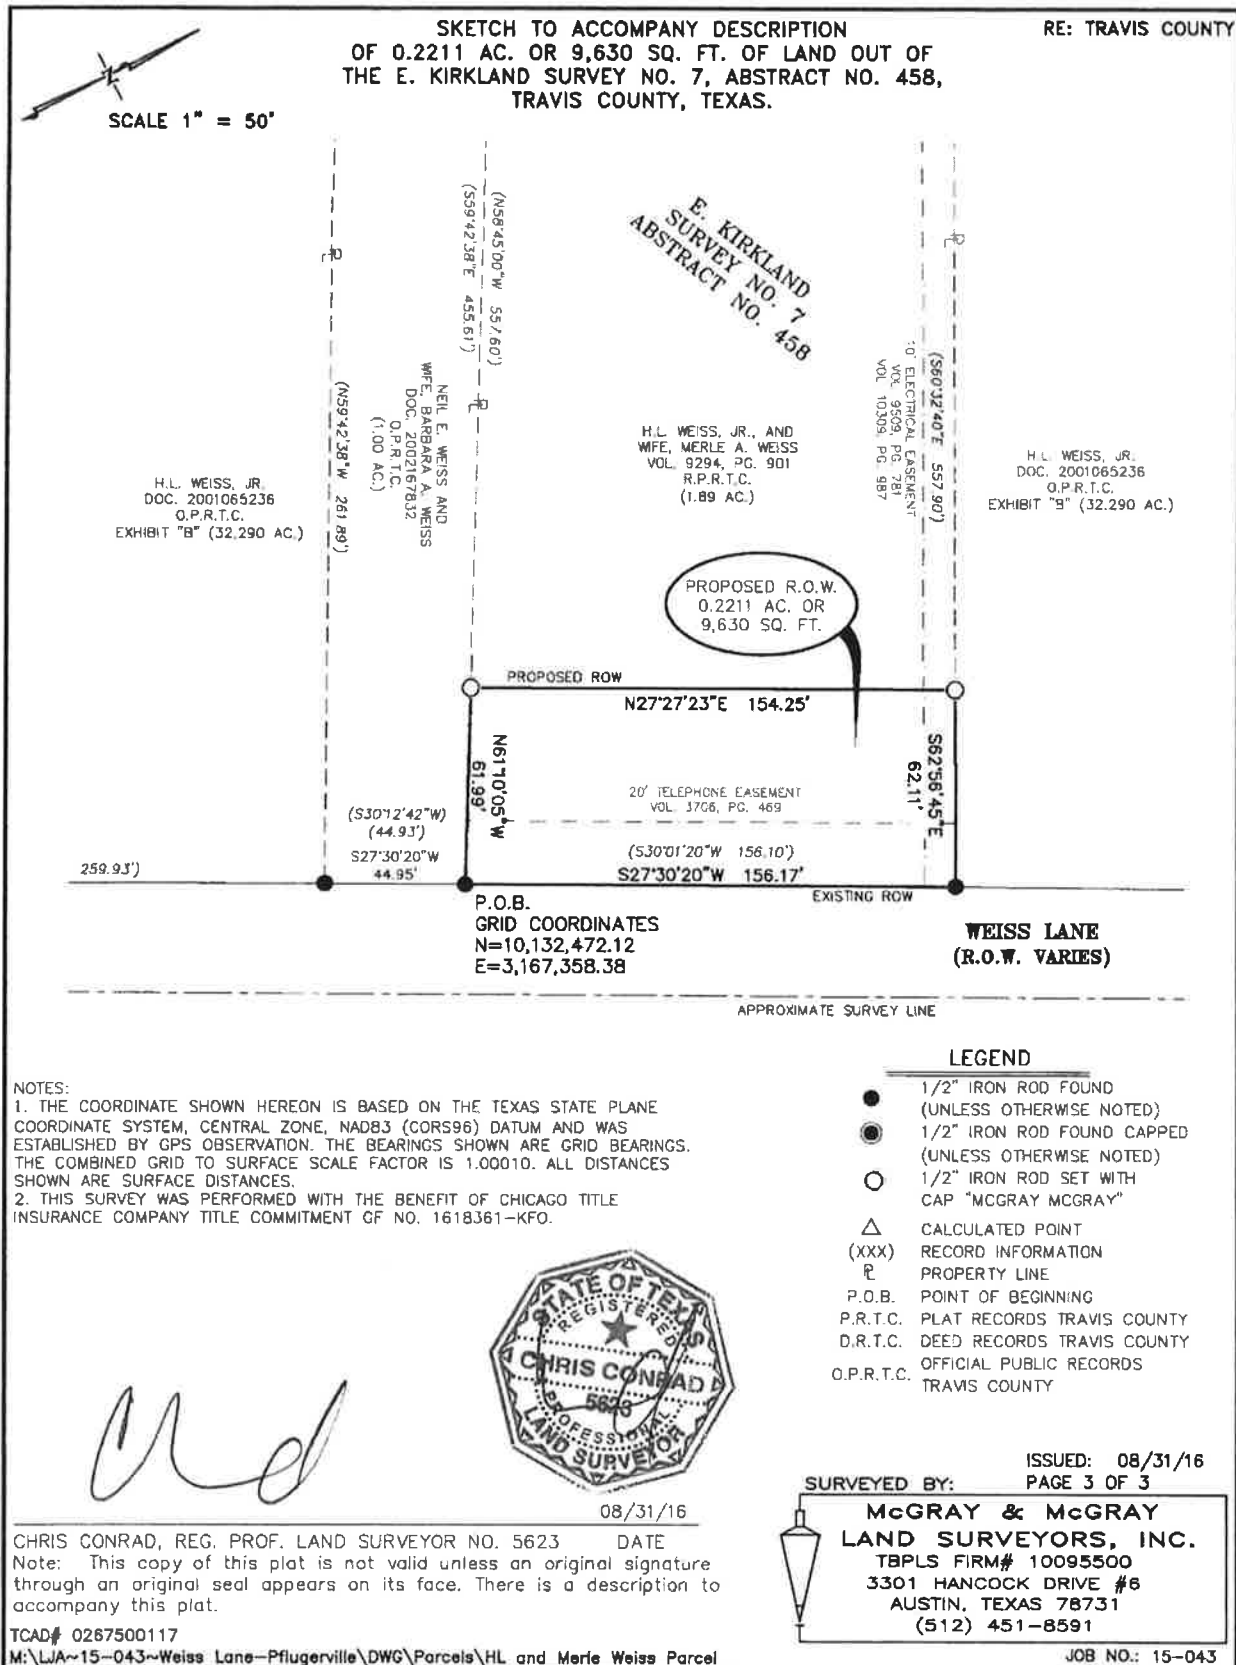 SKETCH TO ACCOMPANY DESCRIPTION
OF 0.2211 AC. OR 9,630 SQ. FT. OF LAND OUT OF
THE E. KIRKLAND SURVEY NO. 7, ABSTRACT NO. 458,
TRAVIS COUNTY, TEXAS.
RE: TRAVIS COUNTY
N
SCALE 1" = 50'
(S59°42'38"E 455.61')
(N58°45'00"W 557.60')
E. KIRKLAND
SURVEY NO. 7
ABSTRACT NO. 458
(N59°42'38"W 261.89')
NEIL E. WEISS AND
WIFE, BARBARA A. WEISS
DOC. 2002167832
O.P.R.T.C.
(1.00 AC.)
H.L. WEISS, JR.
DOC. 2001065236
O.P.R.T.C.
EXHIBIT "B" (32.290 AC.)
H.L. WEISS, JR., AND
WIFE, MERLE A. WEISS
VOL. 9294, PG. 901
R.P.R.T.C.
(1.89 AC.)
10' ELECTRICAL EASEMENT
VOL. 9509, PG. 781
VOL. 10309, PG. 987
(S60°32'40"E 557.90')
H.L. WEISS, JR.
DOC. 2001065236
O.P.R.T.C.
EXHIBIT "B" (32.290 AC.)
PROPOSED R.O.W.
0.2211 AC. OR
9,630 SQ. FT.
PROPOSED ROW
N27°27'23"E 154.25'
N61°10'05"W
61.99'
S62°56'45"E
62.11'
20' TELEPHONE EASEMENT
VOL. 3706, PG. 469
(S30°12'42"W)
(44.93')
S27°30'20"W
44.95'
259.93')
(S30°01'20"W 156.10')
S27°30'20"W 156.17'
EXISTING ROW
P.O.B.
GRID COORDINATES
N=10,132,472.12
E=3,167,358.38
WEISS LANE
(R.O.W. VARIES)
APPROXIMATE SURVEY LINE
LEGEND
1/2" IRON ROD FOUND
(UNLESS OTHERWISE NOTED)
1/2" IRON ROD FOUND CAPPED
(UNLESS OTHERWISE NOTED)
1/2" IRON ROD SET WITH
CAP "MCGRAY MCGRAY"
CALCULATED POINT
(XXX) RECORD INFORMATION
PL PROPERTY LINE
P.O.B. POINT OF BEGINNING
P.R.T.C. PLAT RECORDS TRAVIS COUNTY
D.R.T.C. DEED RECORDS TRAVIS COUNTY
O.P.R.T.C. OFFICIAL PUBLIC RECORDS
TRAVIS COUNTY
NOTES:
1. THE COORDINATE SHOWN HEREON IS BASED ON THE TEXAS STATE PLANE
COORDINATE SYSTEM, CENTRAL ZONE, NAD83 (CORS96) DATUM AND WAS
ESTABLISHED BY GPS OBSERVATION. THE BEARINGS SHOWN ARE GRID BEARINGS.
THE COMBINED GRID TO SURFACE SCALE FACTOR IS 1.00010. ALL DISTANCES
SHOWN ARE SURFACE DISTANCES.
2. THIS SURVEY WAS PERFORMED WITH THE BENEFIT OF CHICAGO TITLE
INSURANCE COMPANY TITLE COMMITMENT GF NO. 1618361-KFO.
STATE OF TEXAS
REGISTERED
CHRIS CONRAD
5623
PROFESSIONAL
LAND SURVEYOR
08/31/16
CHRIS CONRAD, REG. PROF. LAND SURVEYOR NO. 5623 DATE
Note: This copy of this plat is not valid unless an original signature
through an original seal appears on its face. There is a description to
accompany this plat.
TCAD# 0267500117
M:\LJA~15-043~Weiss Lane-Pflugerville\DWG\Parcels\HL and Merle Weiss Parcel
ISSUED: 08/31/16
SURVEYED BY: PAGE 3 OF 3
McGRAY & McGRAY
LAND SURVEYORS, INC.
TBPLS FIRM# 10095500
3301 HANCOCK DRIVE #6
AUSTIN, TEXAS 78731
(512) 451-8591
JOB NO.: 15-043